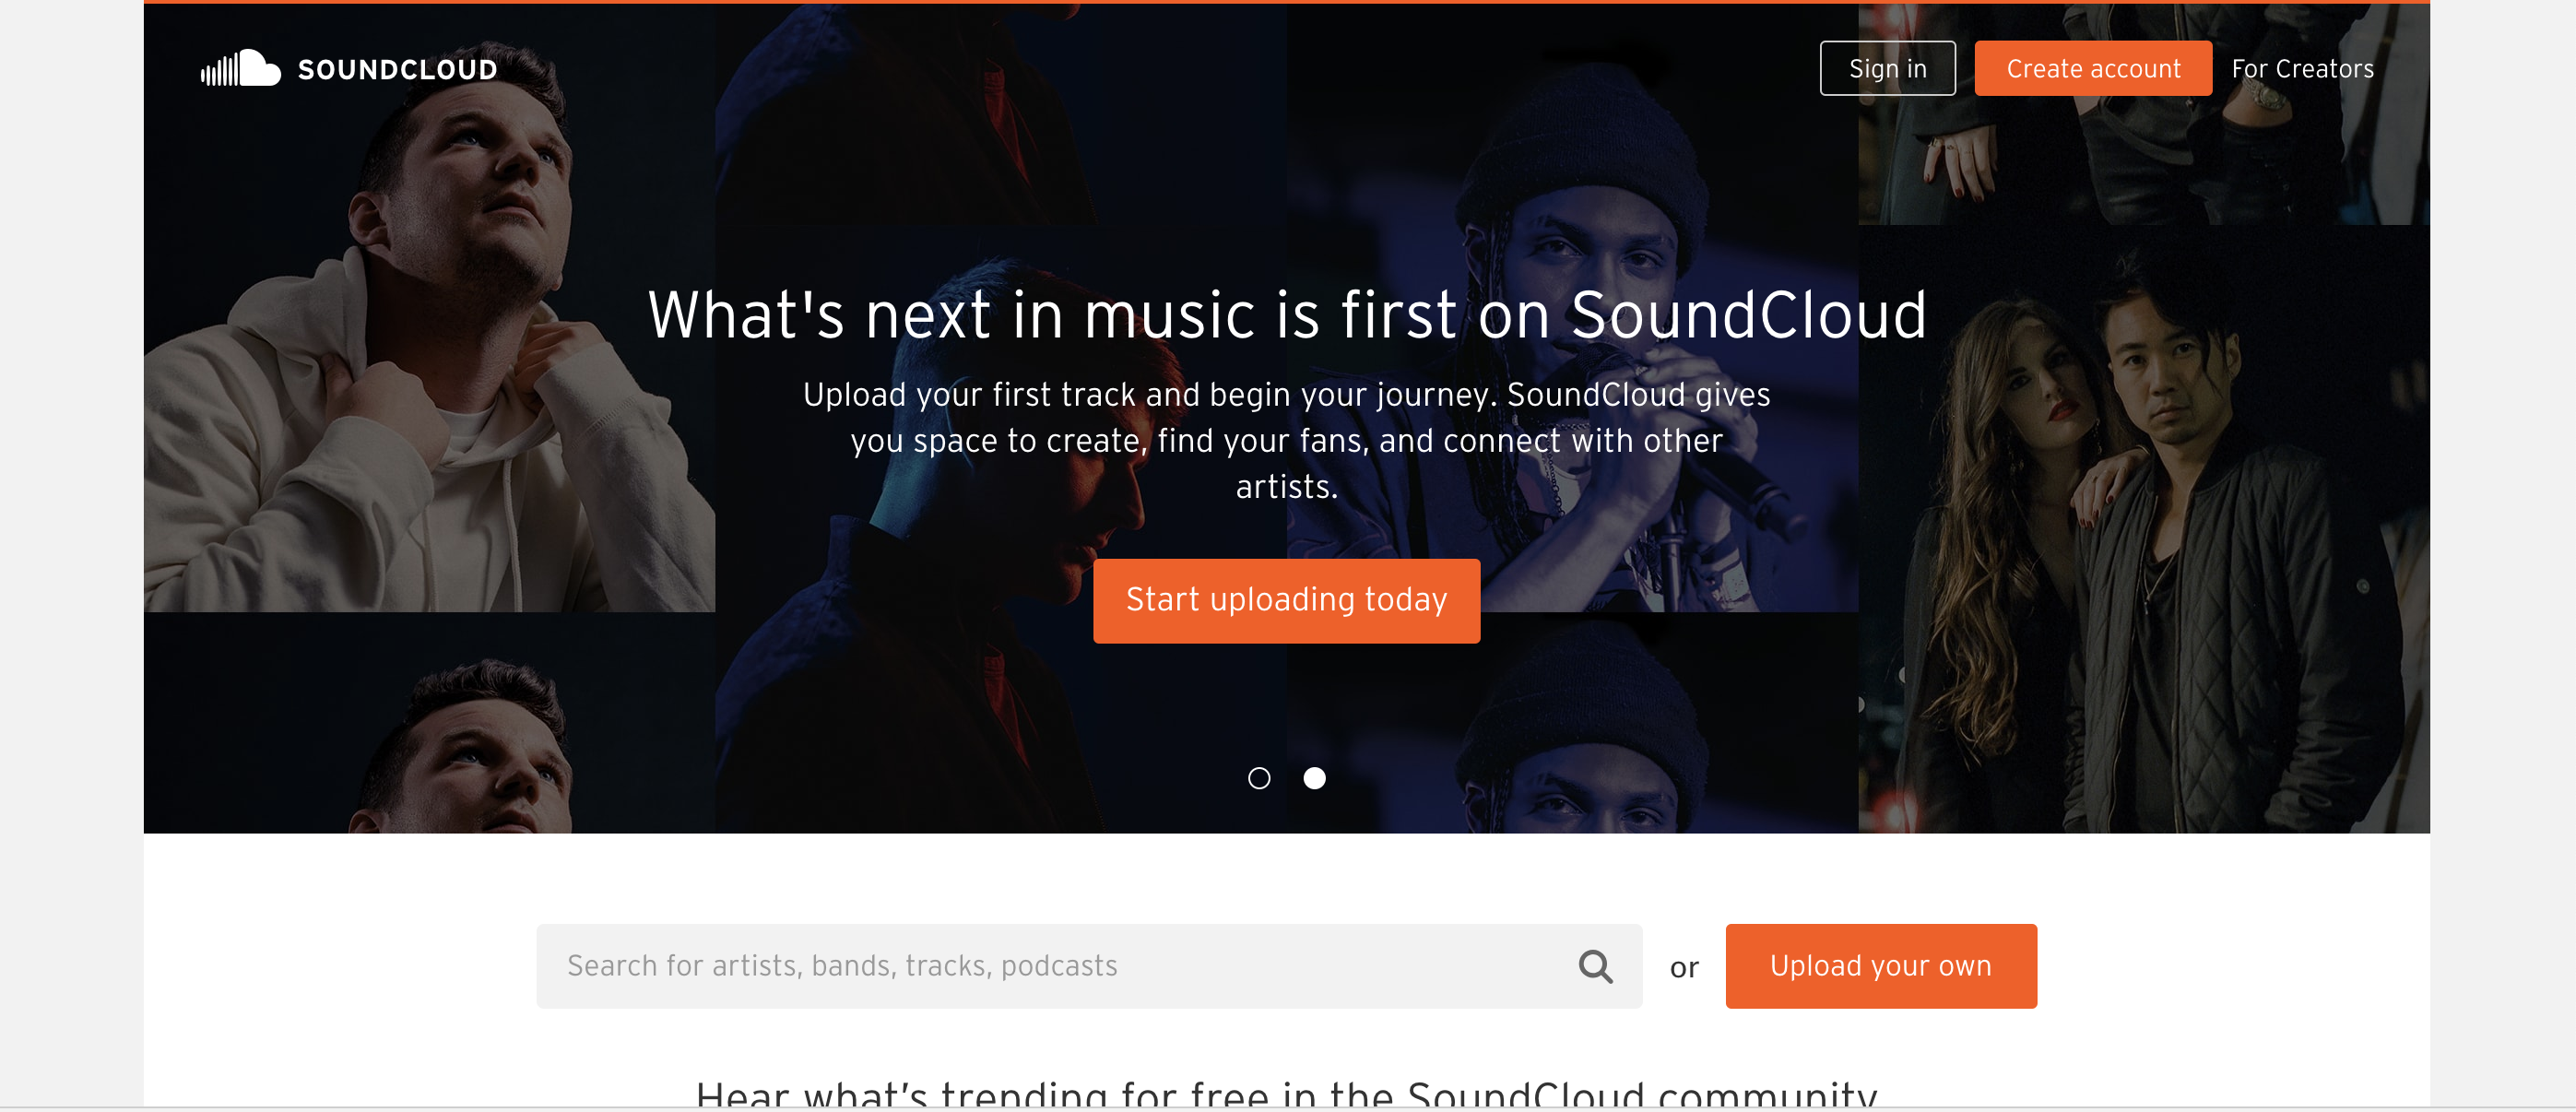 SOUNDCLOUD
Sign in
Create account
For Creators
What's next in music is first on SoundCloud
Upload your first track and begin your journey. SoundCloud gives
you space to create, find your fans, and connect with other
artists.
Start uploading today
Search for artists, bands, tracks, podcasts
or
Upload your own
Hear what’s trending for free in the SoundCloud community